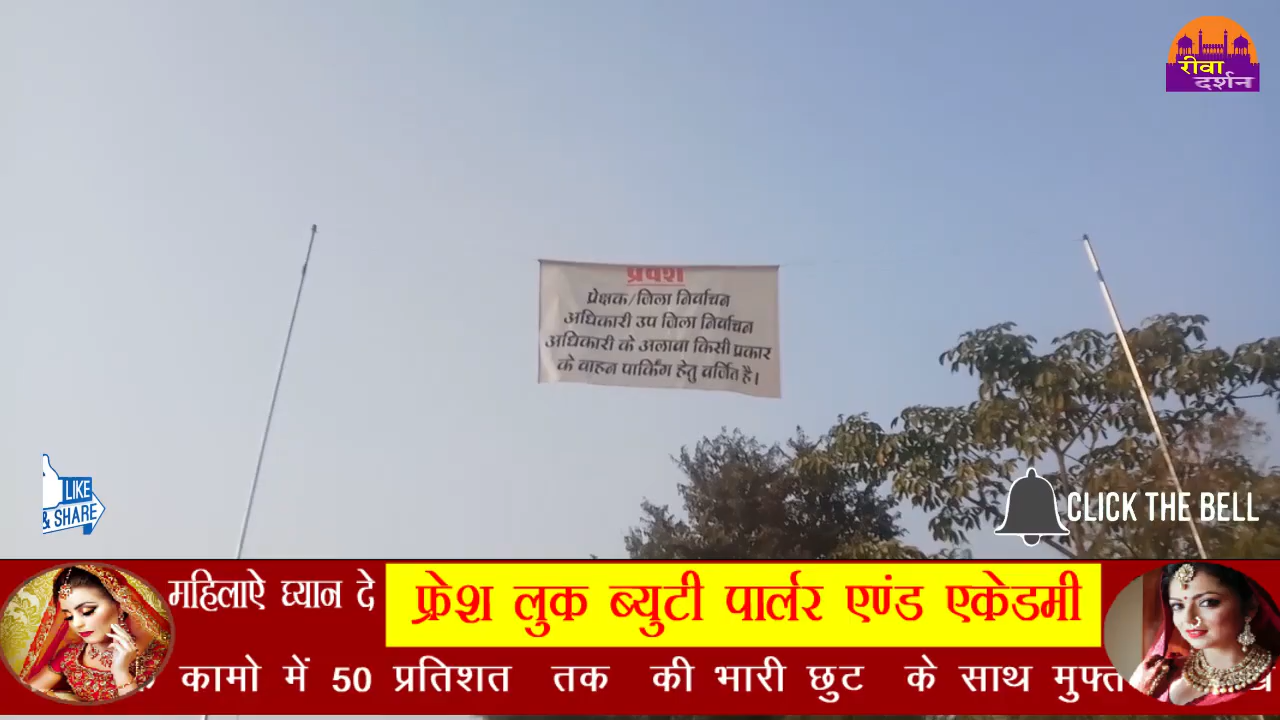 रीवा
दर्शन
प्रवेश
प्रेक्षक/जिला निर्वाचन
अधिकारी उप जिला निर्वाचन
अधिकारी के अलावा किसी प्रकार
के वाहन पार्किंग हेतु वर्जित है।
LIKE
& SHARE
CLICK THE BELL
महिलाऐ ध्यान दे
फ्रेश लुक ब्युटी पार्लर एण्ड एकेडमी
कामो में 50 प्रतिशत तक की भारी छुट के साथ मुफ्त